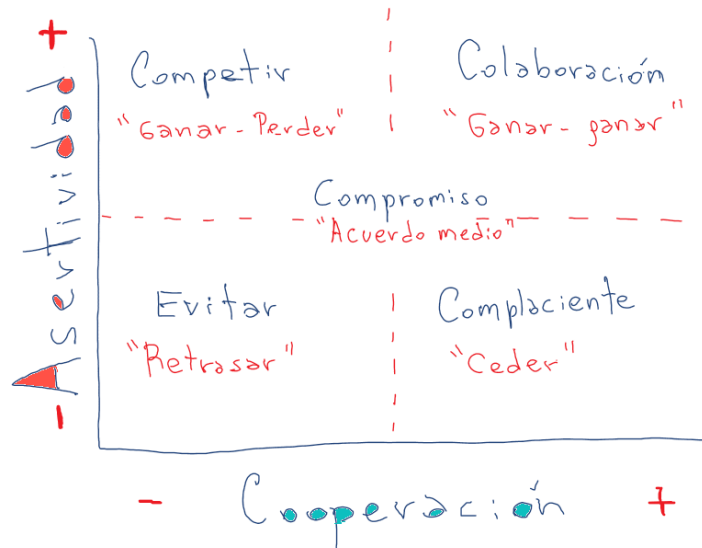 +
Competir
"Ganar - Perder"
Colaboración
"Ganar - ganar"
Compromiso
"Acuerdo medio"
Evitar
"Retrasar"
Complaciente
"Ceder"
Asertividad
-
- Cooperación +